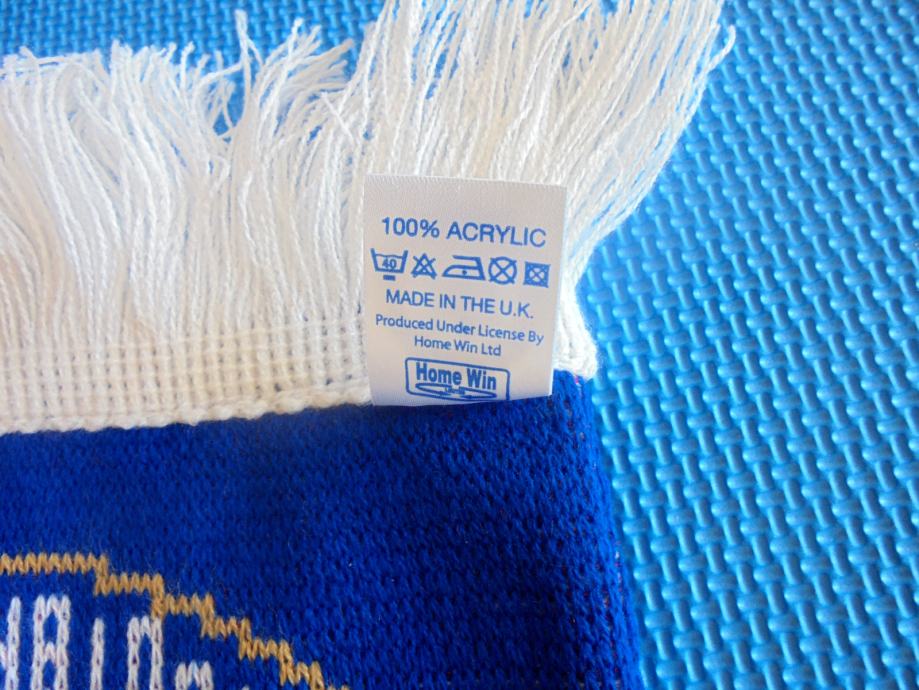 100% ACRYLIC
40
MADE IN THE U.K.
Produced Under License By
Home Win Ltd
Home Win